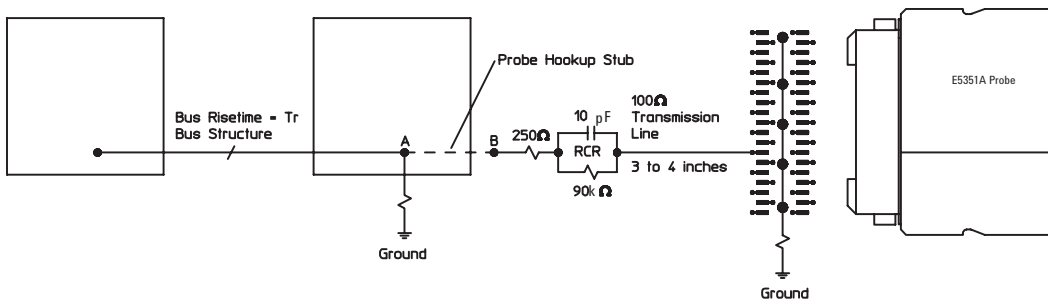 E5351A Probe
Probe Hookup Stub
Bus Risetime = Tr
Bus Structure
A
B
250Ω
10 pF
RCR
90k Ω
100Ω
Transmission
Line
3 to 4 inches
Ground
Ground